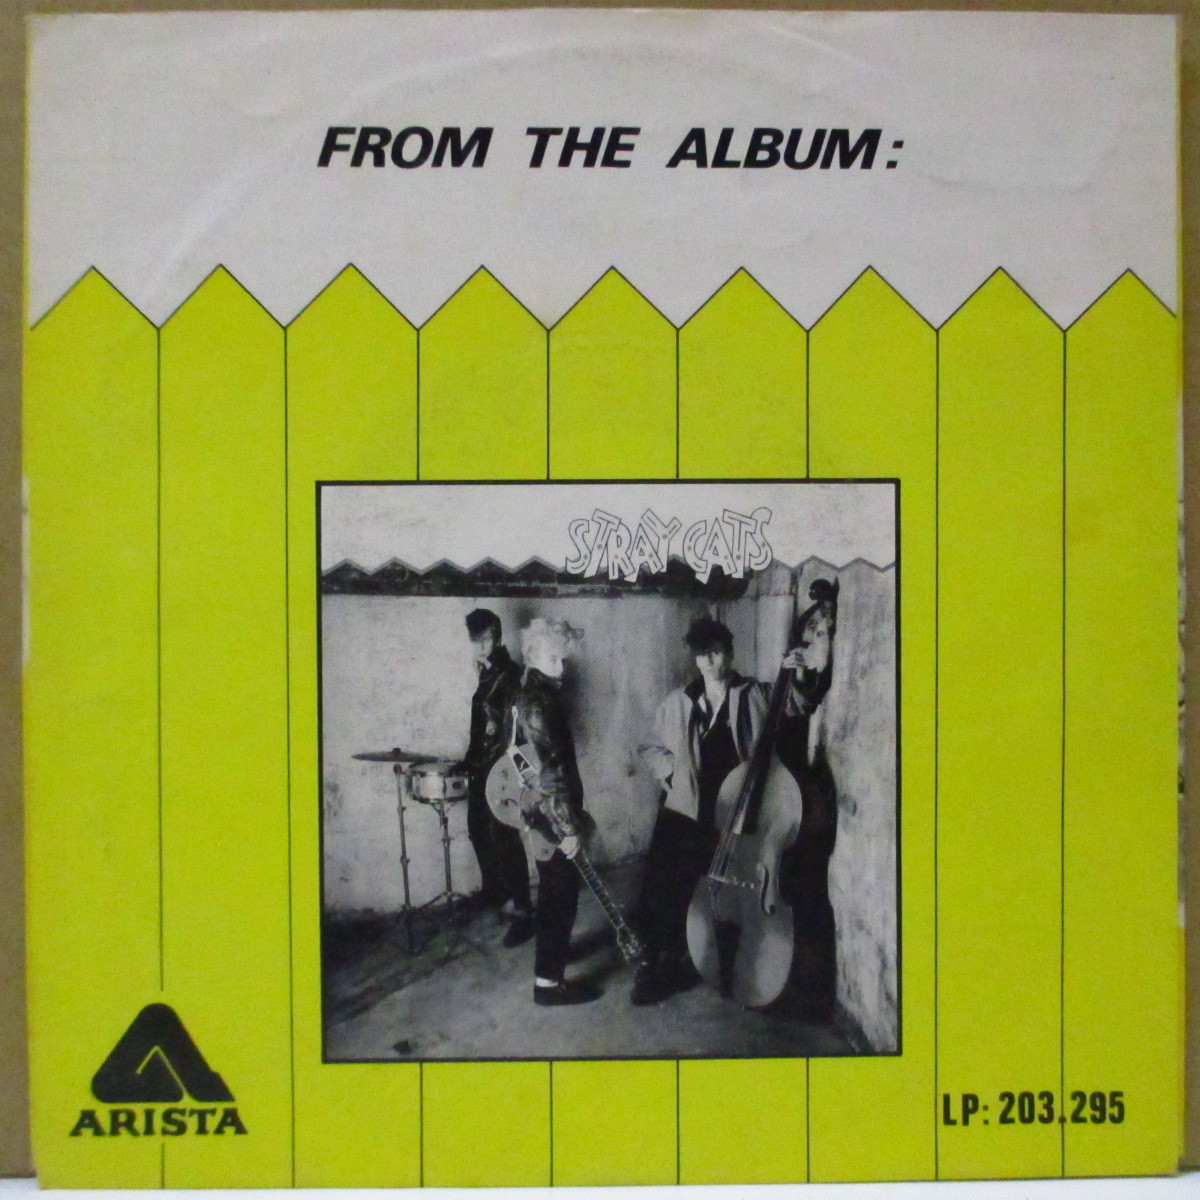 FROM THE ALBUM:
STRAY CATS
ARISTA
LP: 203.295